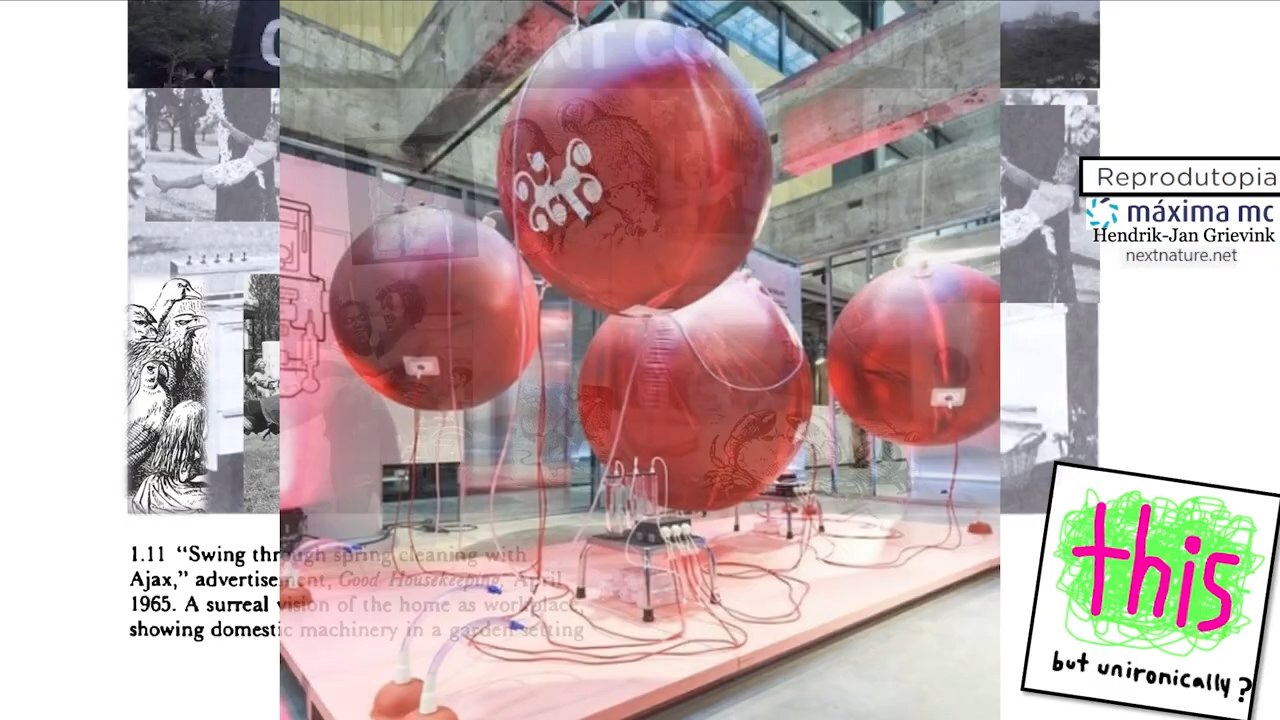 Reprodutopia
máxima mc
Hendrik-Jan Grievink
nextnature.net
1.11 “Swing through spring cleaning with
Ajax,” advertisement, Good Housekeeping, April
1965. A surreal vision of the home as workplace,
showing domestic machinery in a garden setting
this
but unironically?